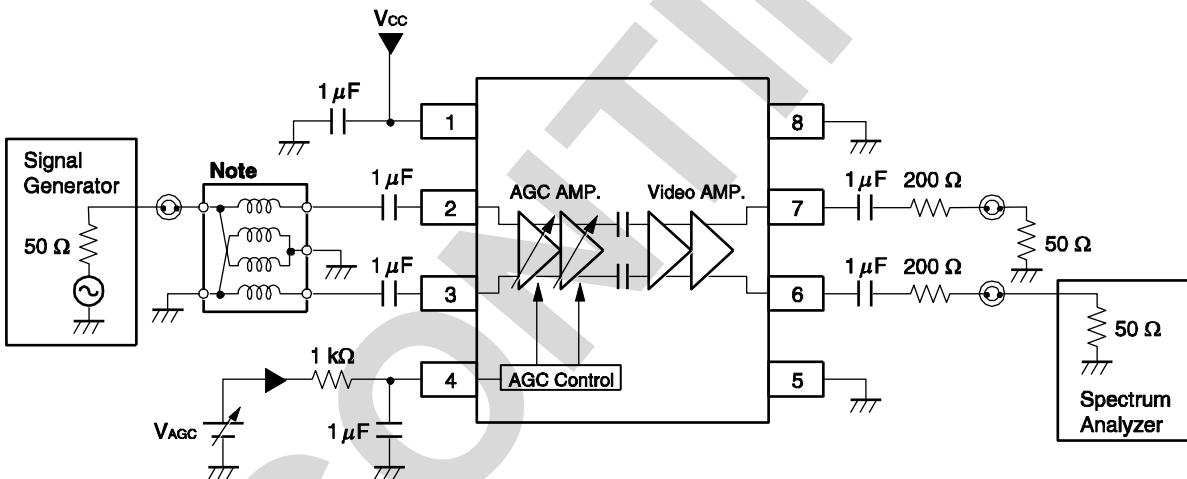 VCC
1 μF
1
8
Signal
Generator
50 Ω
Note
1 μF
2
AGC AMP.
Video AMP.
7
1 μF
200 Ω
50 Ω
1 μF
3
6
1 μF
200 Ω
50 Ω
1 kΩ
4
AGC Control
5
VAGC
1 μF
Spectrum
Analyzer